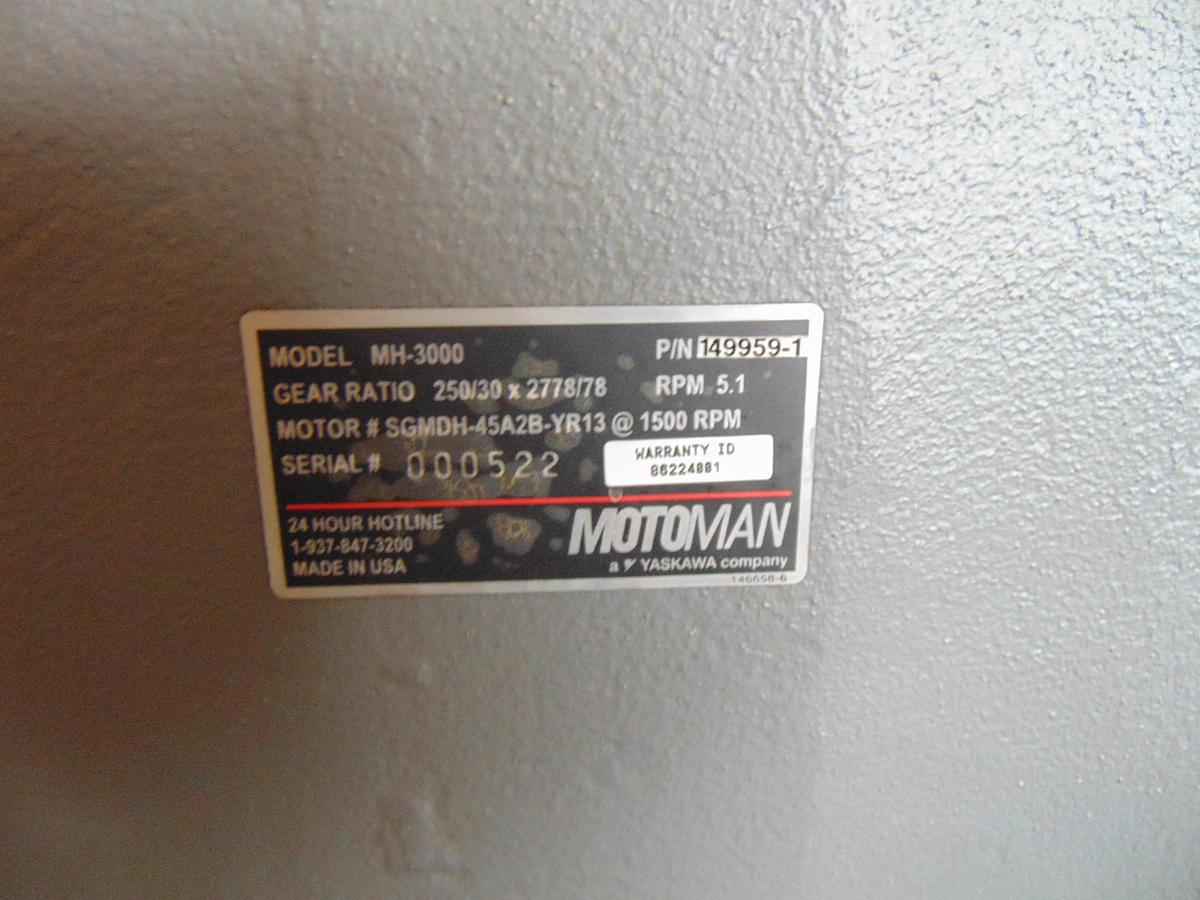 MODEL MH-3000 P/N 149959-1
GEAR RATIO 250/30 x 2778/78 RPM 5.1
MOTOR # SGMDH-45A2B-YR13 @ 1500 RPM
SERIAL # 000522
WARRANTY ID
06224001
24 HOUR HOTLINE
1-937-847-3200
MADE IN USA
MOTOMAN
a YASKAWA company
146658-6